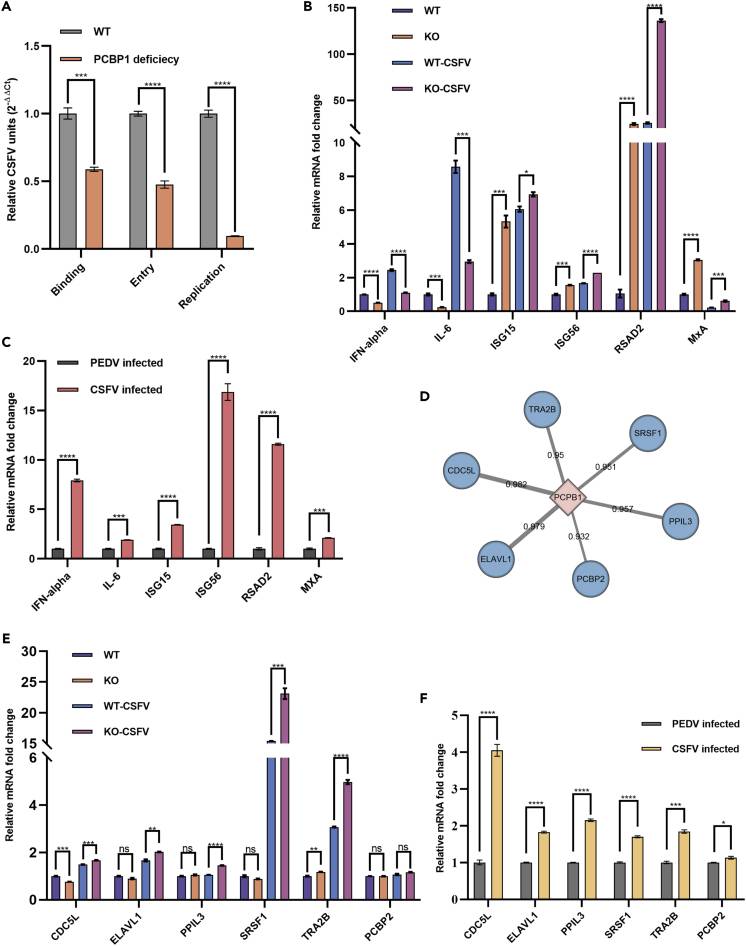 A
WT
PCBP1 deficiecy
Relative CSFV units (2^-ΔΔCt)
1.5
1.0
0.5
0.0
***
****
****
Binding
Entry
Replication
B
WT
KO
WT-CSFV
KO-CSFV
Relative mRNA fold change
150
100
50
10
8
6
4
2
0
****
****
***
***
***
*
***
****
****
****
****
***
IFN-alpha
IL-6
ISG15
ISG56
RSAD2
MxA
C
PEDV infected
CSFV infected
Relative mRNA fold change
20
15
10
5
0
****
***
****
****
****
***
IFN-alpha
IL-6
ISG15
ISG56
RSAD2
MXA
D
TRA2B
SRSF1
CDC5L
PCPB1
PPIL3
ELAVL1
PCBP2
0.95
0.951
0.982
0.957
0.979
0.932
E
WT
KO
WT-CSFV
KO-CSFV
Relative mRNA fold change
30
25
20
15
6
4
2
0
***
***
ns
**
ns
****
ns
***
**
****
ns
ns
CDC5L
ELAVL1
PPIL3
SRSF1
TRA2B
PCBP2
F
PEDV infected
CSFV infected
Relative mRNA fold change
5
4
3
2
1
0
****
****
****
****
***
*
CDC5L
ELAVL1
PPIL3
SRSF1
TRA2B
PCBP2